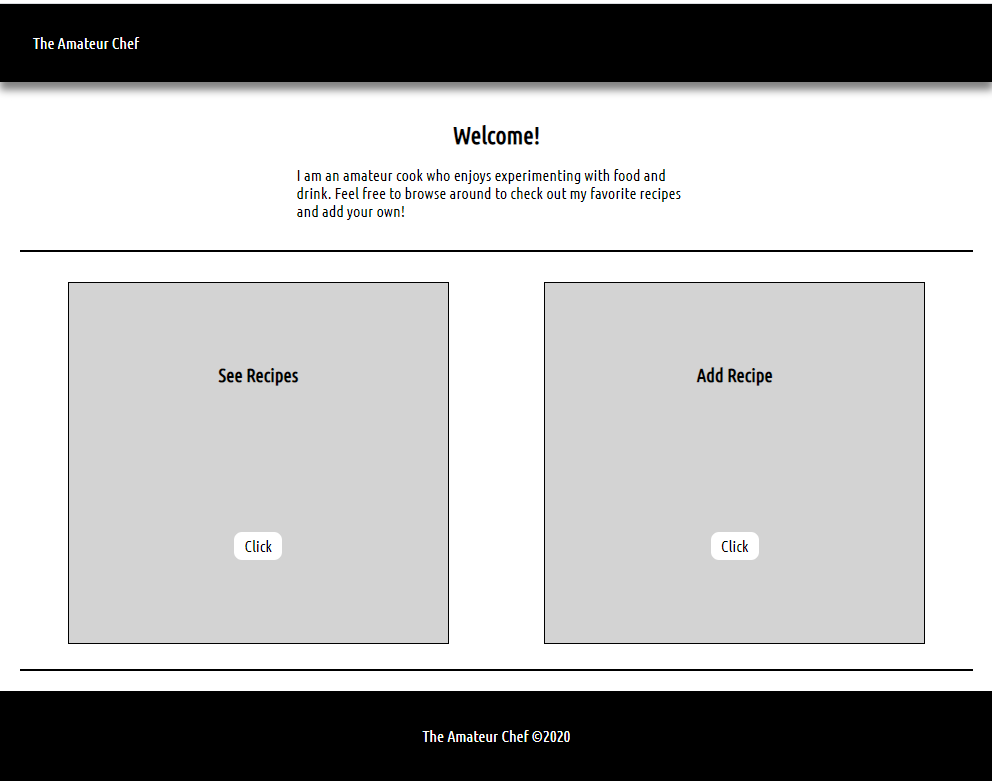 The Amateur Chef
Welcome!
I am an amateur cook who enjoys experimenting with food and
drink. Feel free to browse around to check out my favorite recipes
and add your own!
See Recipes
Add Recipe
Click
Click
The Amateur Chef ©2020